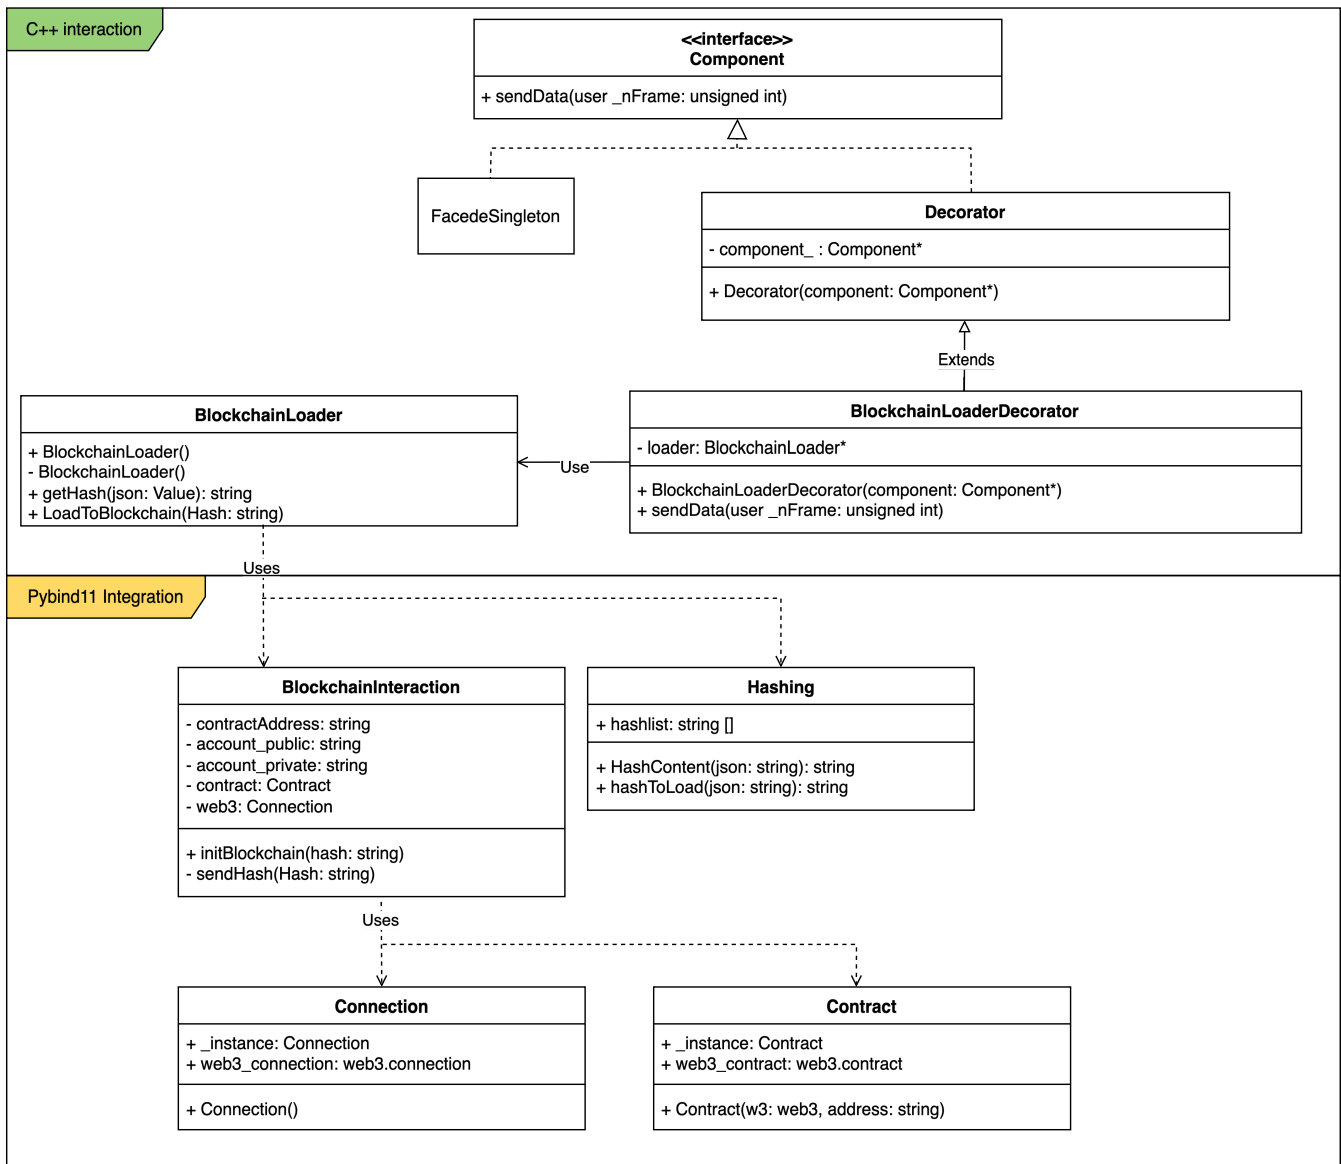 C++ interaction
<<interface>>
Component
+ sendData(user _nFrame: unsigned int)
FacedeSingleton
Decorator
- component_ : Component*
+ Decorator(component: Component*)
Extends
BlockchainLoader
+ BlockchainLoader()
- BlockchainLoader()
+ getHash(json: Value): string
+ LoadToBlockchain(Hash: string)
Use
BlockchainLoaderDecorator
- loader: BlockchainLoader*
+ BlockchainLoaderDecorator(component: Component*)
+ sendData(user _nFrame: unsigned int)
Uses
Pybind11 Integration
BlockchainInteraction
- contractAddress: string
- account_public: string
- account_private: string
- contract: Contract
- web3: Connection
+ initBlockchain(hash: string)
- sendHash(Hash: string)
Hashing
+ hashlist: string []
+ HashContent(json: string): string
+ hashToLoad(json: string): string
Uses
Connection
+ _instance: Connection
+ web3_connection: web3.connection
+ Connection()
Contract
+ _instance: Contract
+ web3_contract: web3.contract
+ Contract(w3: web3, address: string)